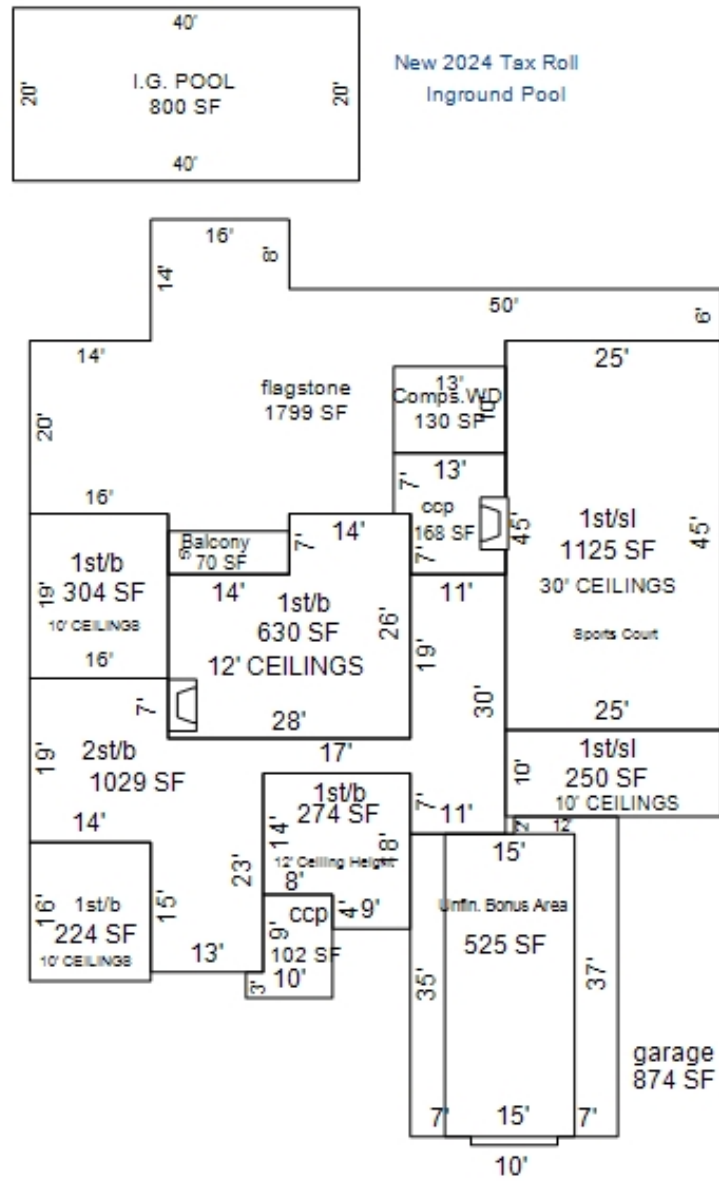 40'
20'
I.G. POOL
800 SF
20'
40'
New 2024 Tax Roll
Inground Pool
16'
8'
14'
50'
6'
14'
25'
20'
flagstone
1799 SF
13'
Comps.WD
10'
130 SF
13'
7'
ccp
168 SF
7'
45'
1st/sl
1125 SF
45'
30' CEILINGS
Sports Court
25'
16'
Balcony
5'
70 SF
7'
14'
14'
1st/b
304 SF
19'
10' CEILINGS
16'
1st/b
630 SF
26'
12' CEILINGS
28'
11'
19'
30'
7'
2st/b
1029 SF
19'
17'
14'
1st/sl
250 SF
10'
10' CEILINGS
1st/b
274 SF
14'
12' Ceiling Height
18'
8'
7'
11'
23'
2'
12'
15'
1st/b
224 SF
16'
10' CEILINGS
15'
13'
ccp
102 SF
9'
4'
9'
3'
10'
Unfin. Bonus Area
525 SF
35'
37'
garage
874 SF
7'
15'
7'
10'